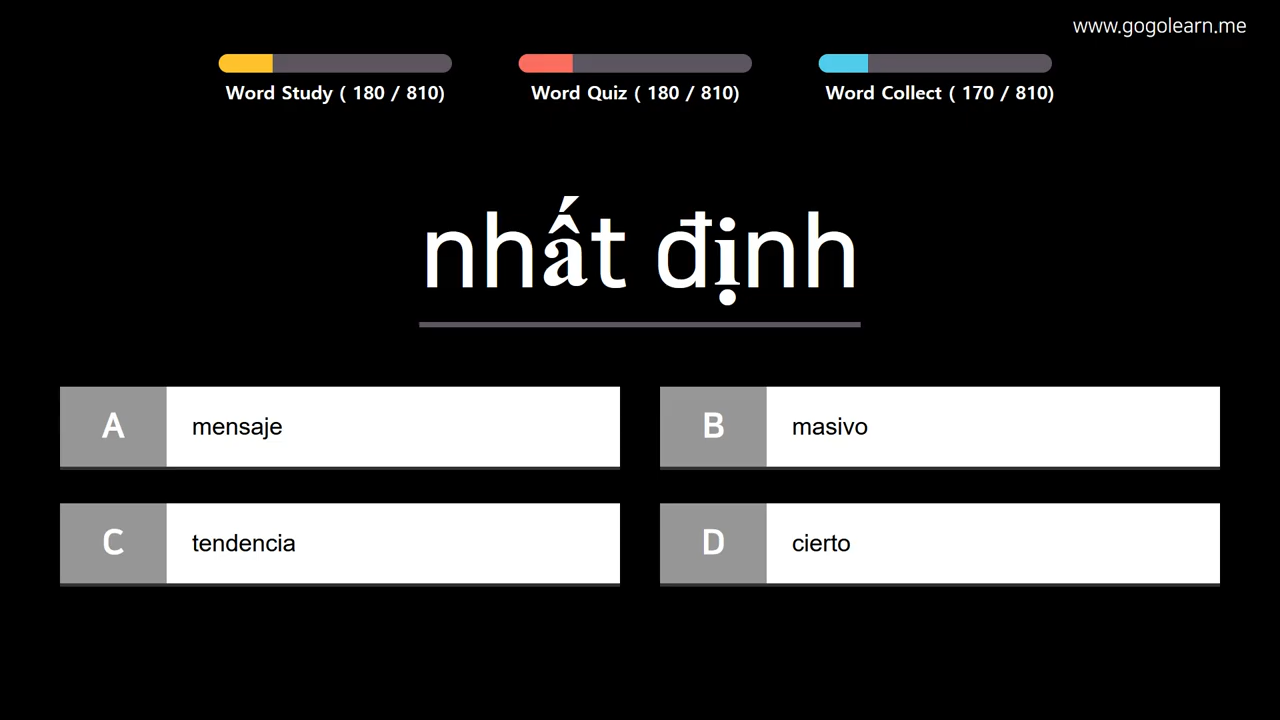 www.gogolearn.me
Word Study ( 180 / 810)
Word Quiz ( 180 / 810)
Word Collect ( 170 / 810)
nhất định
A mensaje
B masivo
C tendencia
D cierto